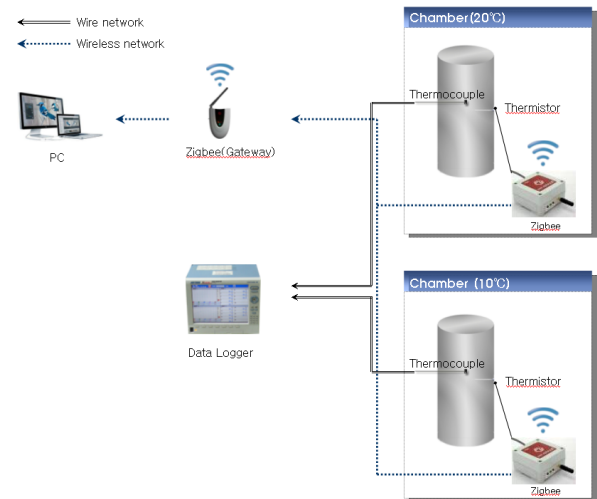 Wire network
Wireless network
Chamber(20℃)
Thermocouple
Thermistor
Zigbee
PC
Zigbee(Gateway)
Data Logger
Chamber (10℃)
Thermocouple
Thermistor
Zigbee